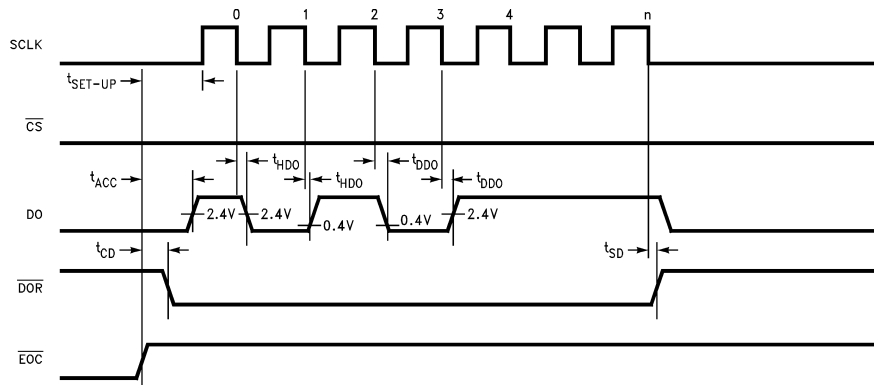 0 1 2 3 4 n
SCLK
tSET-UP
CS
tHDO tDDO
tACC tHDO tDDO
DO 2.4V 2.4V 0.4V 0.4V 2.4V
tCD tSD
DOR
EOC